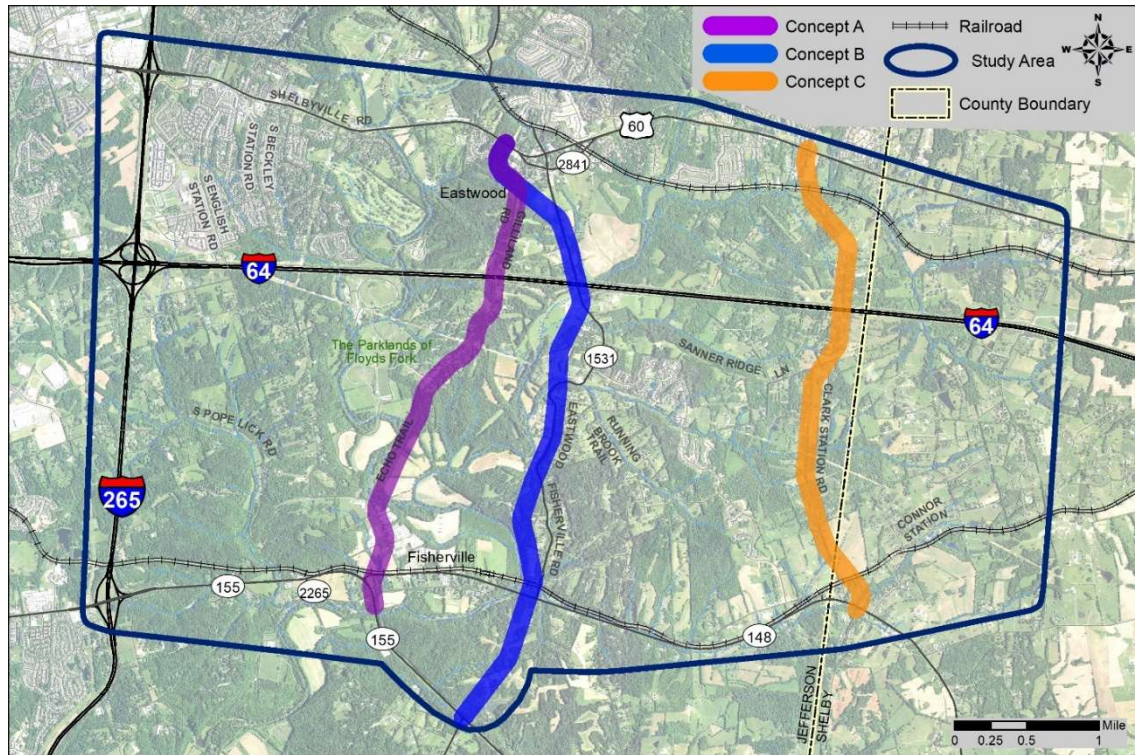 Concept A
Concept B
Concept C
Railroad
Study Area
County Boundary
N
W
E
S
SHELBYVILLE RD
60
2841
S BECKLEY
STATION RD
S ENGLISH
STATION RD
Eastwood
GILLILAND
RD
64
64
The Parklands of
Floyds Fork
1531
SANNER RIDGE LN
S POPE LICK RD
ECHO TRAIL
EASTWOOD
FISHERVILLE RD
RUNNING
BROOK
TRAIL
CLARK STATION RD
CONNOR
STATION
265
Fisherville
155
2265
155
148
JEFFERSON
SHELBY
Mile
0 0.25 0.5 1